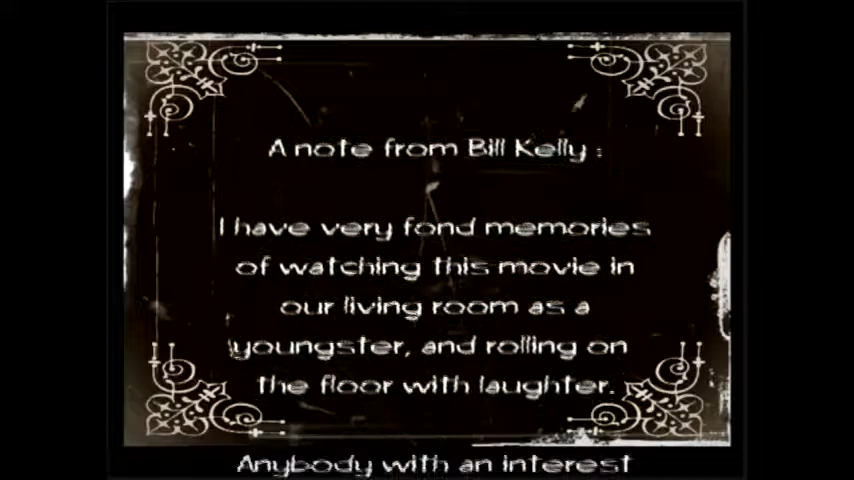 A note from Bill Kelly :
I have very fond memories
of watching this movie in
our living room as a
youngster, and rolling on
the floor with laughter.
Anybody with an interest